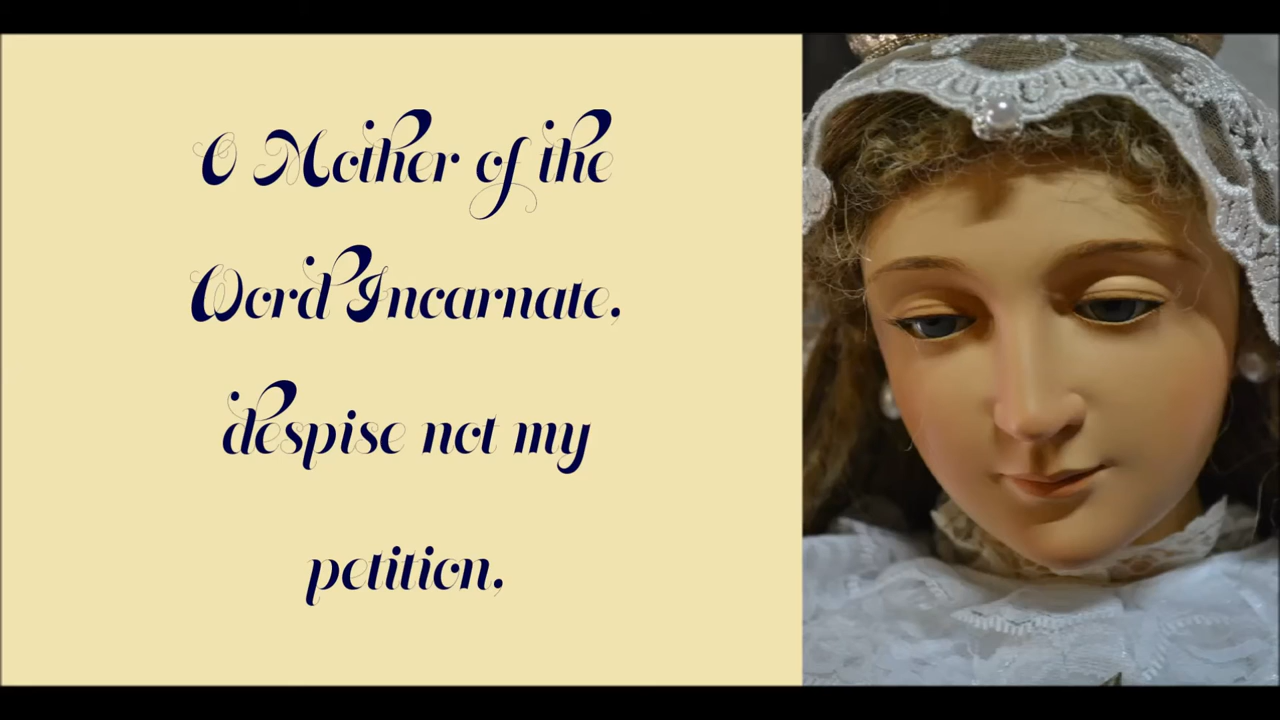 O Mother of the
Word Incarnate,
despise not my
petition,